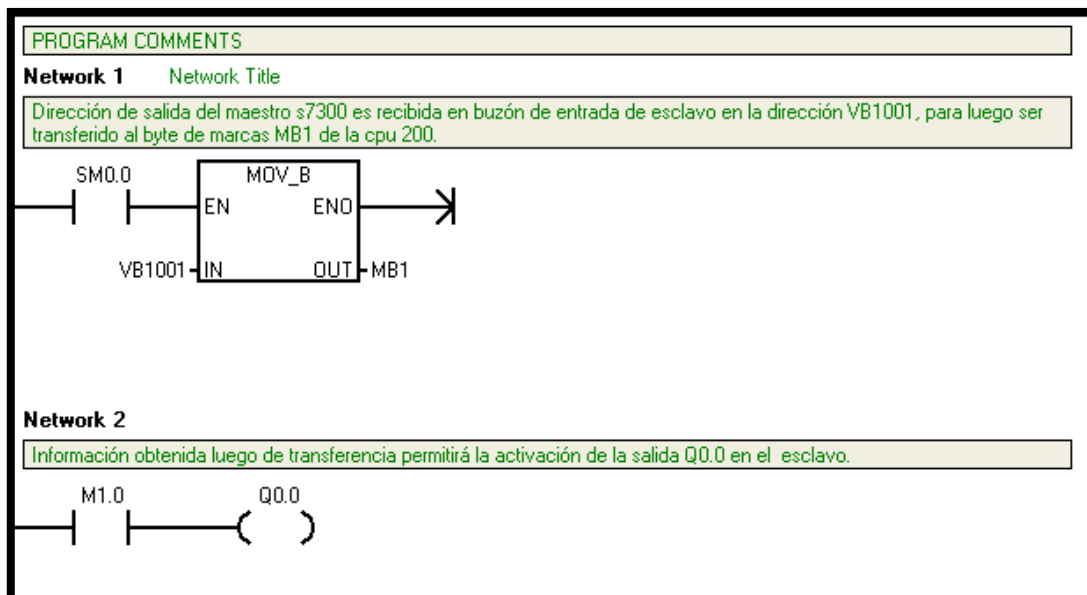 PROGRAM COMMENTS
Network 1 Network Title
Dirección de salida del maestro s7300 es recibida en buzón de entrada de esclavo en la dirección VB1001, para luego ser
transferido al byte de marcas MB1 de la cpu 200.
SM0.0 MOV_B
EN ENO
VB1001 IN OUT MB1
Network 2
Información obtenida luego de transferencia permitirá la activación de la salida Q0.0 en el esclavo.
M1.0 Q0.0